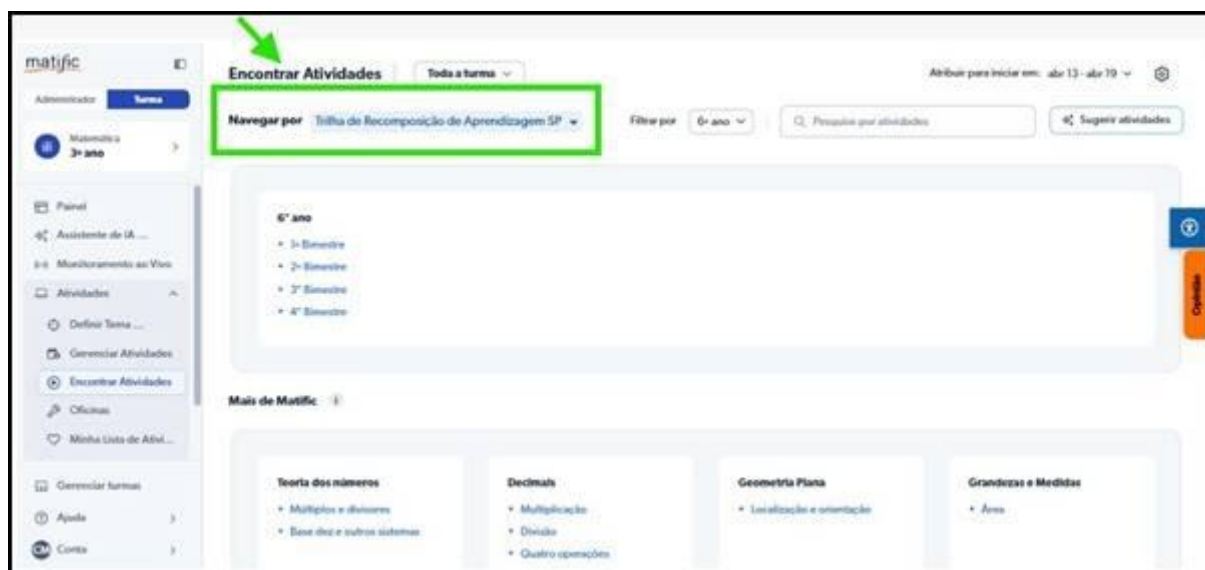 matific
Encontrar Atividades
Toda a turma
Atribuir para iniciar em: abr 13 - abr 19
Administrador
Turma
Navegar por
Trilha de Recomposição de Aprendizagem SP
Filtrar por
6º ano
Pesquise por atividades
Sugerir atividades
Matemática
3º ano
Painel
Assistente de IA ...
Monitoramento ao Vivo
Atividades
Definir Tema ...
Gerenciar Atividades
Encontrar Atividades
Oficinas
Minha Lista de Ativi...
Gerenciar turmas
Ajuda
CM Conta
6° ano
1º Bimestre
2º Bimestre
3º Bimestre
4º Bimestre
Opinião
Mais de Matific
Teoria dos números
Múltiplos e divisores
Base dez e outros sistemas
Decimais
Multiplicação
Divisão
Quatro operações
Geometria Plana
Localização e orientação
Grandezas e Medidas
Área